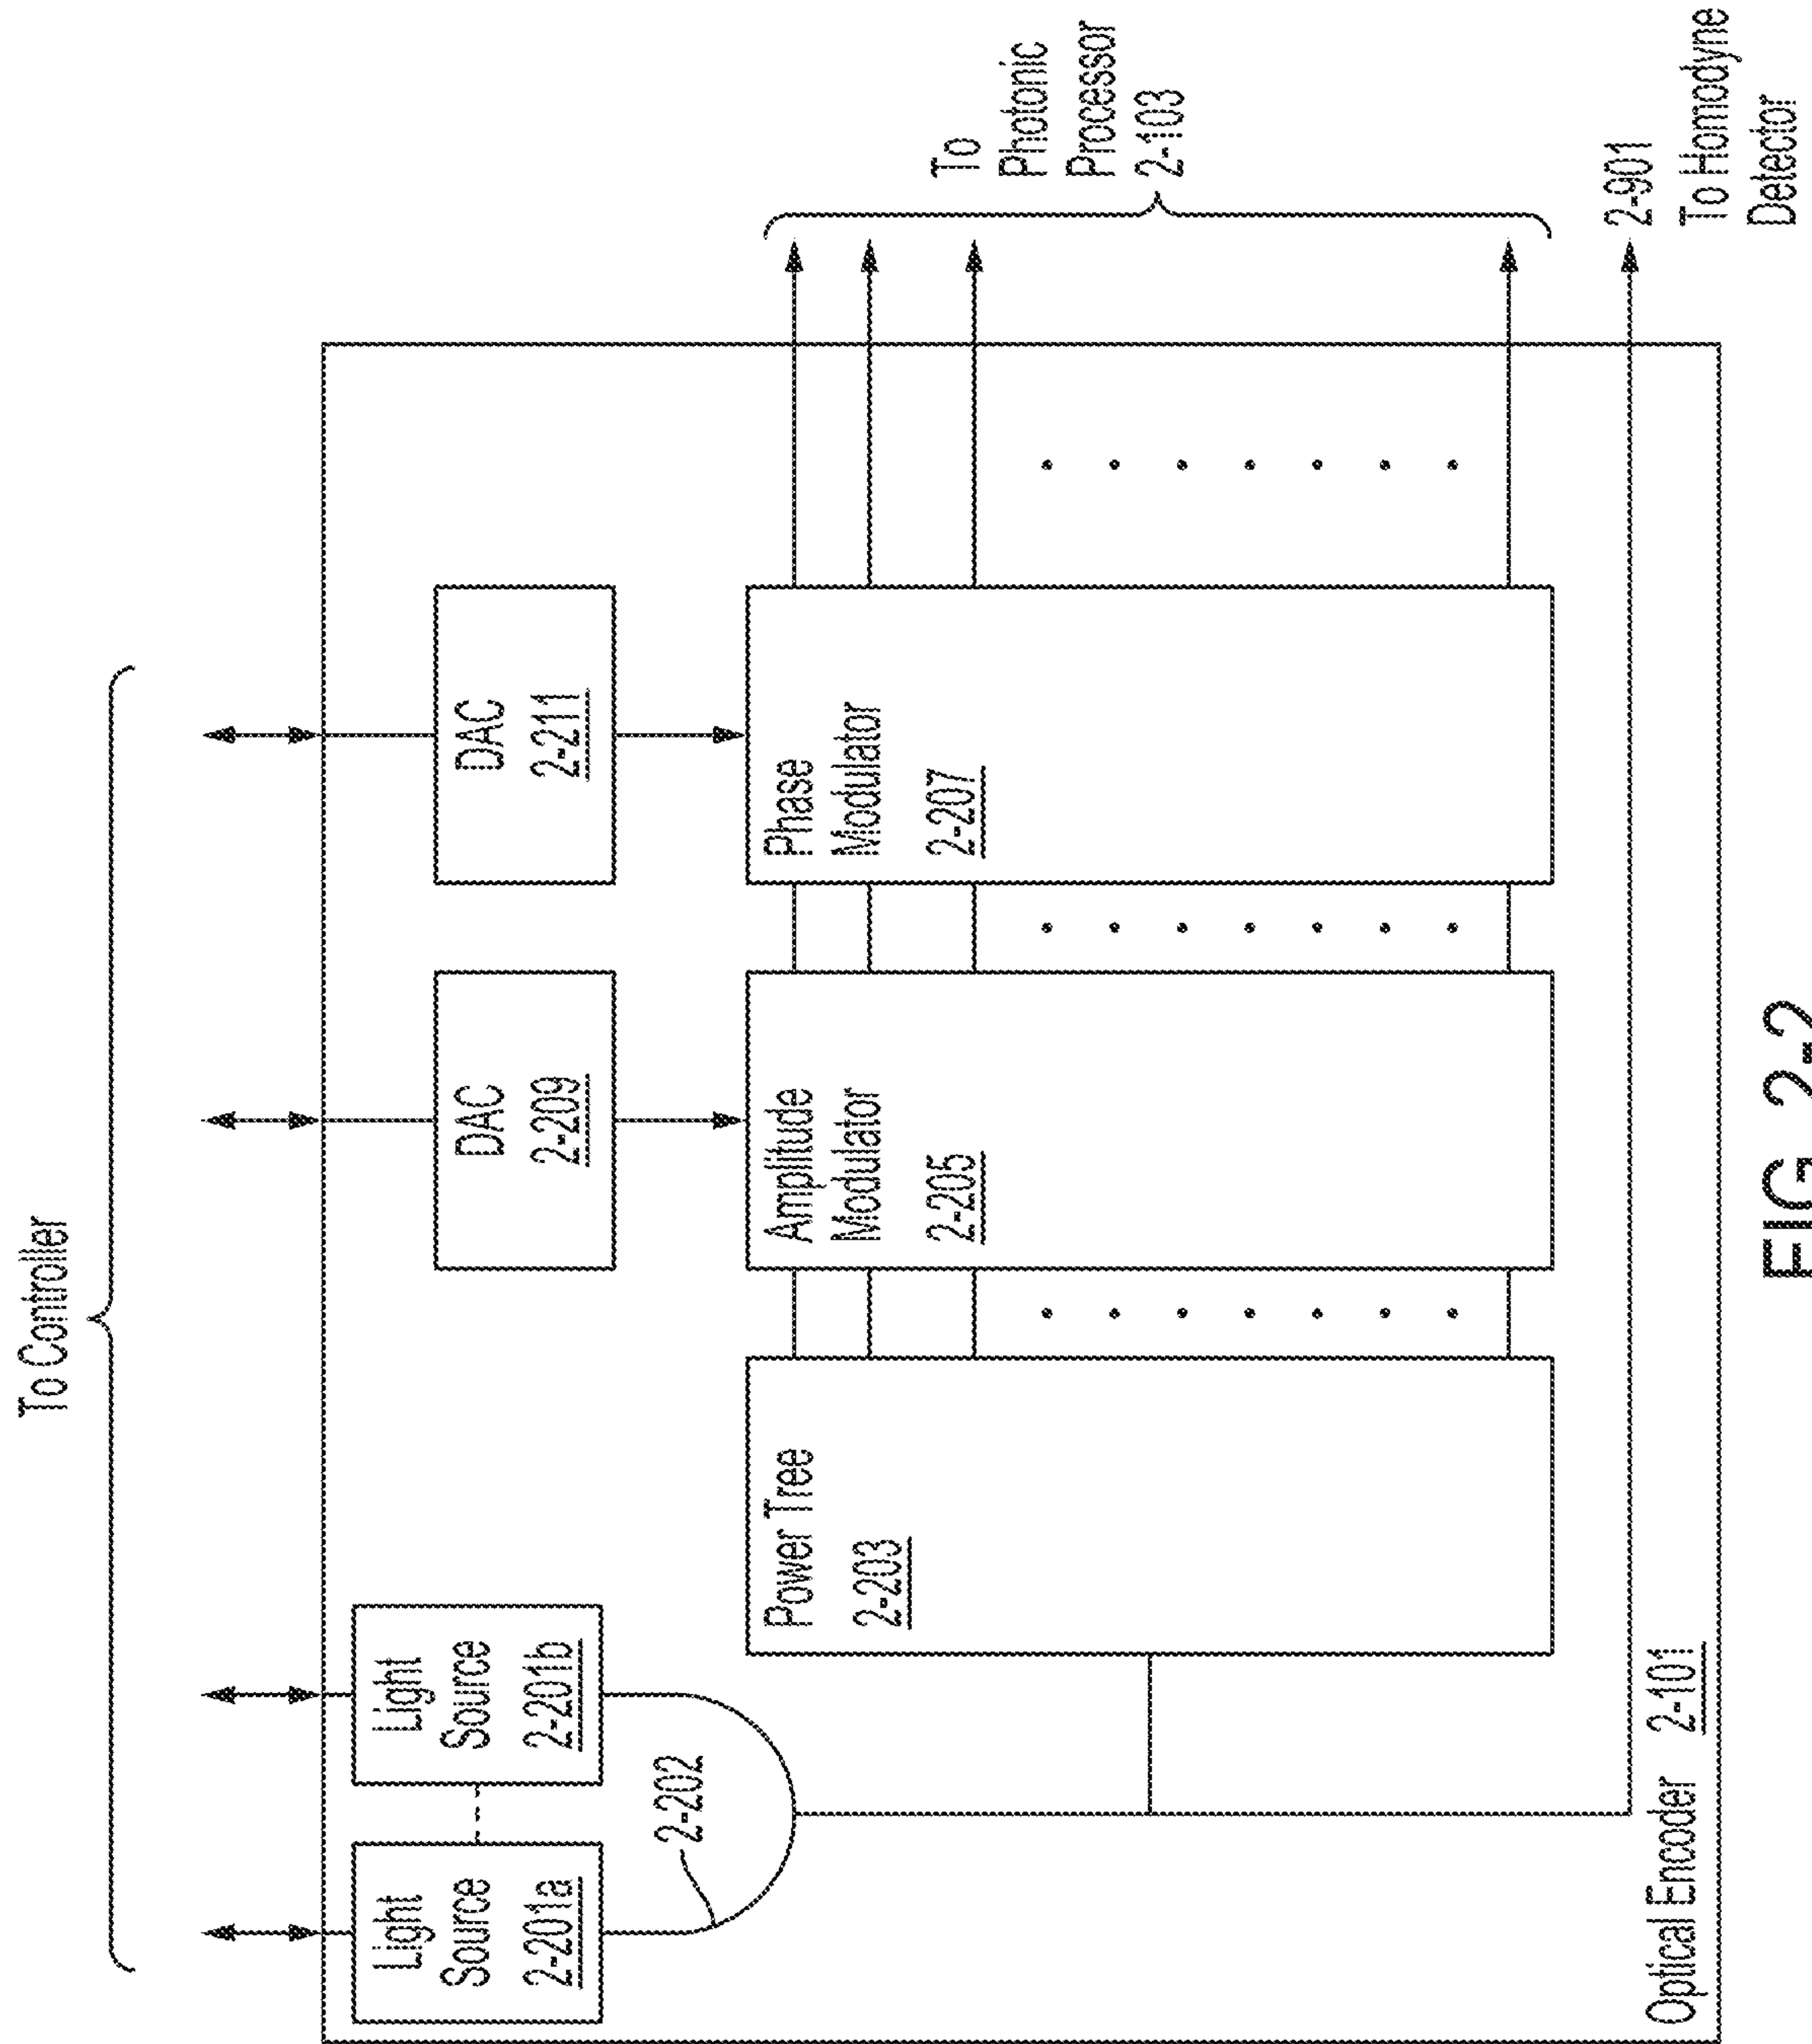 To Controller
Light
Source
2-201a
Light
Source
2-201b
2-202
DAC
2-209
DAC
2-211
Power Tree
2-203
Amplitude
Modulator
2-205
Phase
Modulator
2-207
To
Photonic
Processor
2-103
2-901
To Homodyne
Detector
Optical Encoder 2-101
FIG. 2-2